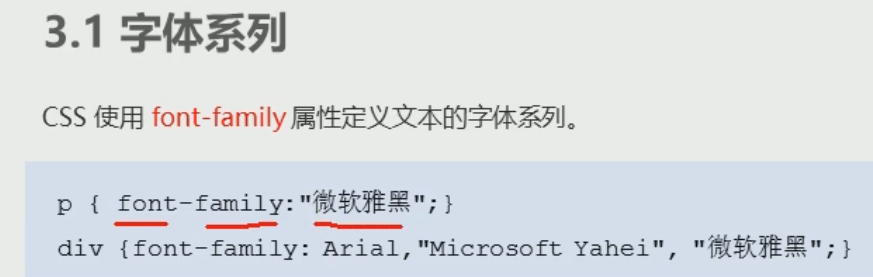 3.1 字体系列
CSS 使用 font-family 属性定义文本的字体系列。
p { font-family:"微软雅黑";}
div {font-family: Arial,"Microsoft Yahei", "微软雅黑";}